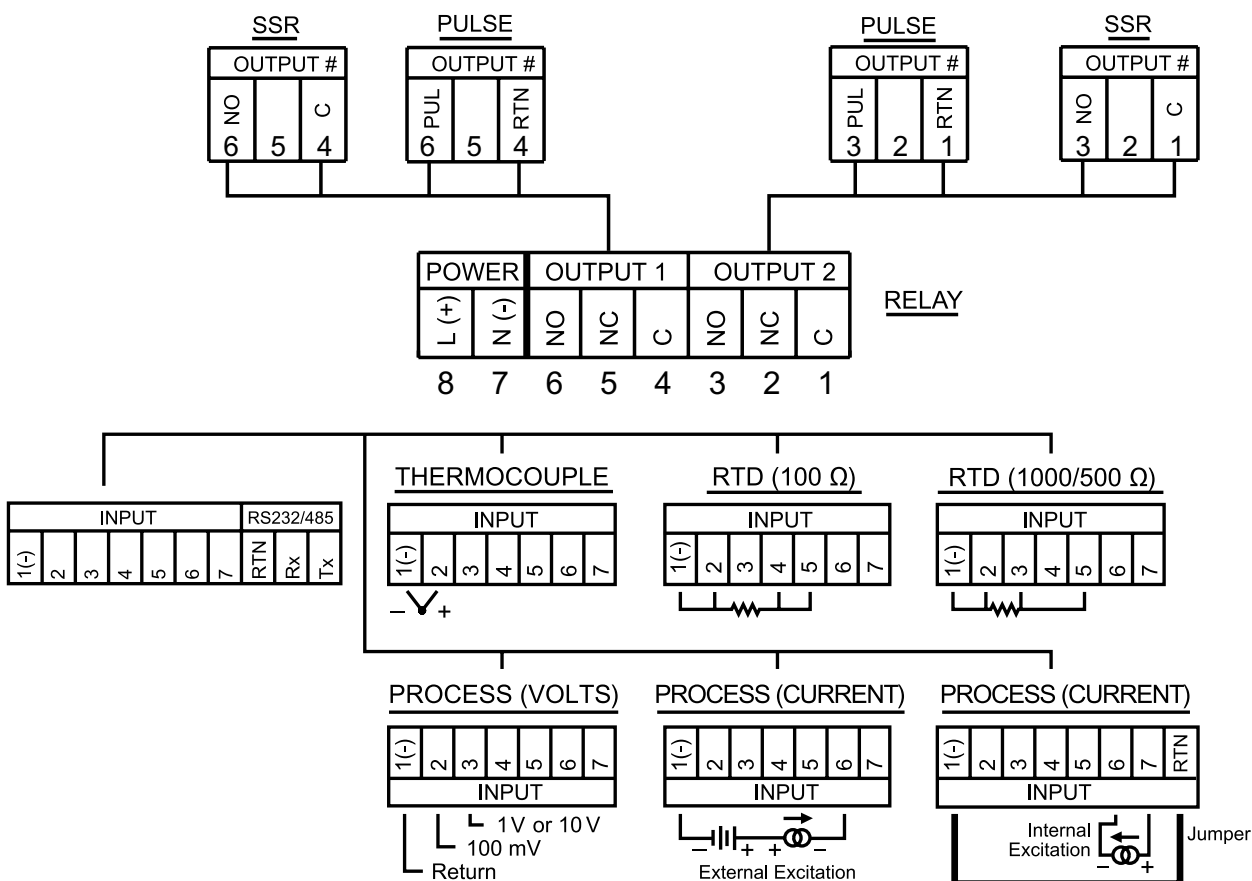 SSR PULSE PULSE SSR
OUTPUT # OUTPUT # OUTPUT # OUTPUT #
NO C PUL RTN PUL RTN NO C
6 5 4 6 5 4 3 2 1 3 2 1
POWER OUTPUT 1 OUTPUT 2
RELAY
L (+) N (-) NO NC C NO NC C
8 7 6 5 4 3 2 1
THERMOCOUPLE RTD (100 Ω) RTD (1000/500 Ω)
INPUT RS232/485 INPUT INPUT INPUT
1(-) 2 3 4 5 6 7 RTN Rx Tx 1(-) 2 3 4 5 6 7 1(-) 2 3 4 5 6 7 1(-) 2 3 4 5 6 7
– +
PROCESS (VOLTS) PROCESS (CURRENT) PROCESS (CURRENT)
1(-) 2 3 4 5 6 7 1(-) 2 3 4 5 6 7 1(-) 2 3 4 5 6 7 RTN
INPUT INPUT INPUT
1V or 10V
100 mV
Return
– + + –
External Excitation
Internal
Excitation
– +
Jumper